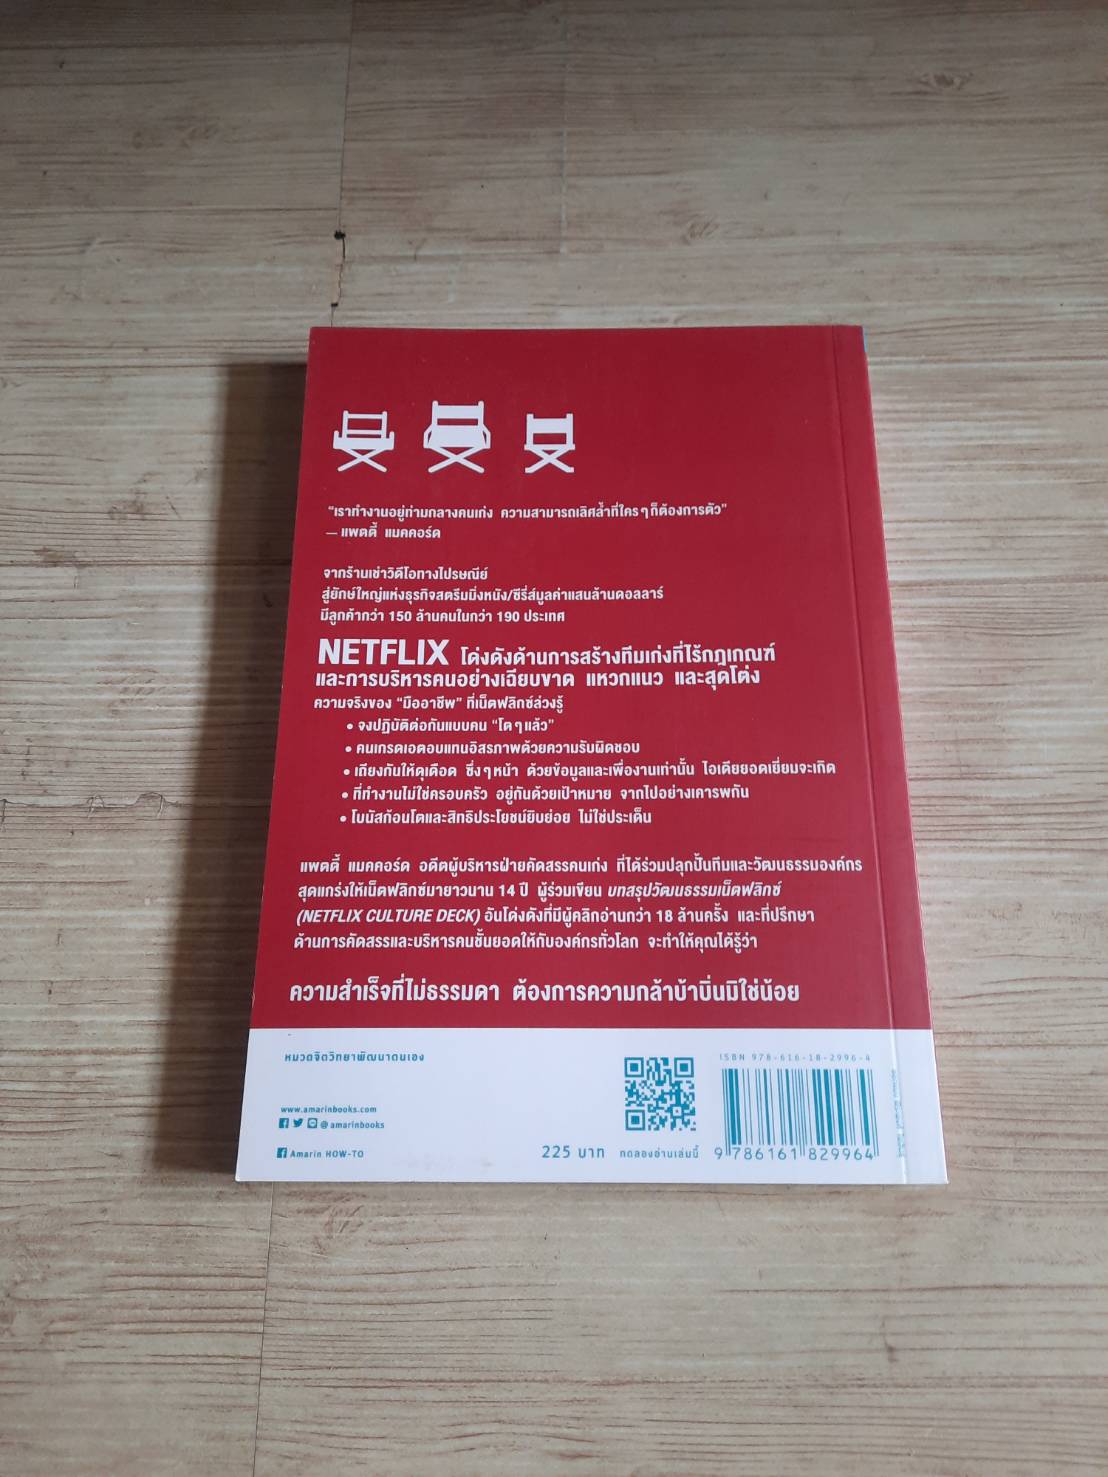 “เราทำงานอยู่ท่ามกลางคนเก่ง ความสามารถเลิศล้ำที่ใคร ๆ ก็ต้องการตัว”
— แพตตี้ แมคคอร์ด
จากร้านเช่าวิดีโอทางไปรษณีย์
สู่ยักษ์ใหญ่แห่งธุรกิจสตรีมมิ่งหนัง/ซีรี่ส์มูลค่าแสนล้านดอลลาร์
มีลูกค้ากว่า 150 ล้านคนในกว่า 190 ประเทศ
NETFLIX โด่งดังด้านการสร้างทีมเก่งที่ไร้กฎเกณฑ์
และการบริหารคนอย่างเฉียบขาด แหวกแนว และสุดโต่ง
ความจริงของ “มืออาชีพ” ที่เน็ตฟลิกซ์ล่วงรู้
• จงปฏิบัติต่อกันแบบคน “โต ๆ แล้ว”
• คนเกรดเอตอบแทนอิสรภาพด้วยความรับผิดชอบ
• เถียงกันให้ดุเดือด ซึ่ง ๆ หน้า ด้วยข้อมูลและเพื่องานเท่านั้น ไอเดียยอดเยี่ยมจะเกิด
• ที่ทำงานไม่ใช่ครอบครัว อยู่กันด้วยเป้าหมาย จากไปอย่างเคารพกัน
• โบนัสก้อนโตและสิทธิประโยชน์ยิบย่อย ไม่ใช่ประเด็น
แพตตี้ แมคคอร์ด อดีตผู้บริหารฝ่ายคัดสรรคนเก่ง ที่ได้ร่วมปลุกปั้นทีมและวัฒนธรรมองค์กร
สุดแกร่งให้เน็ตฟลิกซ์มายาวนาน 14 ปี ผู้ร่วมเขียน บทสรุปวัฒนธรรมเน็ตฟลิกซ์
(NETFLIX CULTURE DECK) อันโด่งดังที่มีผู้คลิกอ่านกว่า 18 ล้านครั้ง และที่ปรึกษา
ด้านการคัดสรรและบริหารคนชั้นยอดให้กับองค์กรทั่วโลก จะทำให้คุณได้รู้ว่า
ความสำเร็จที่ไม่ธรรมดา ต้องการความกล้าบ้าบิ่นมิใช่น้อย
หมวดจิตวิทยาพัฒนาตนเอง
www.amarinbooks.com
@amarinbooks
Amarin HOW-TO
225 บาท ทดลองอ่านเล่มนี้
ISBN 978-616-18-2996-4
9 786161 829964